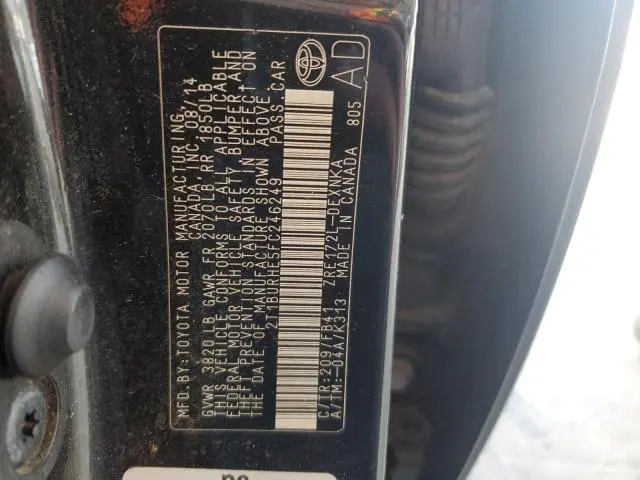 MFD.BY:TOYOTA MOTOR MANUFACTURING
CANADA, INC. 08/14
GVWR 3820 LB GAWR FR 2070LB RR 1850LB
THIS VEHICLE CONFORMS TO ALL APPLICABLE
FEDERAL MOTOR VEHICLE SAFETY BUMPER AND
THEFT PREVENTION STANDARDS IN EFFECT ON
THE DATE OF MANUFACTURE SHOWN ABOVE.
2T1BURHE5FC246249 PASS.CAR
C/TR:209/FB41 ZRE172L-DEXNKA
A/TM:-04A/K313 MADE IN CANADA 805
AD